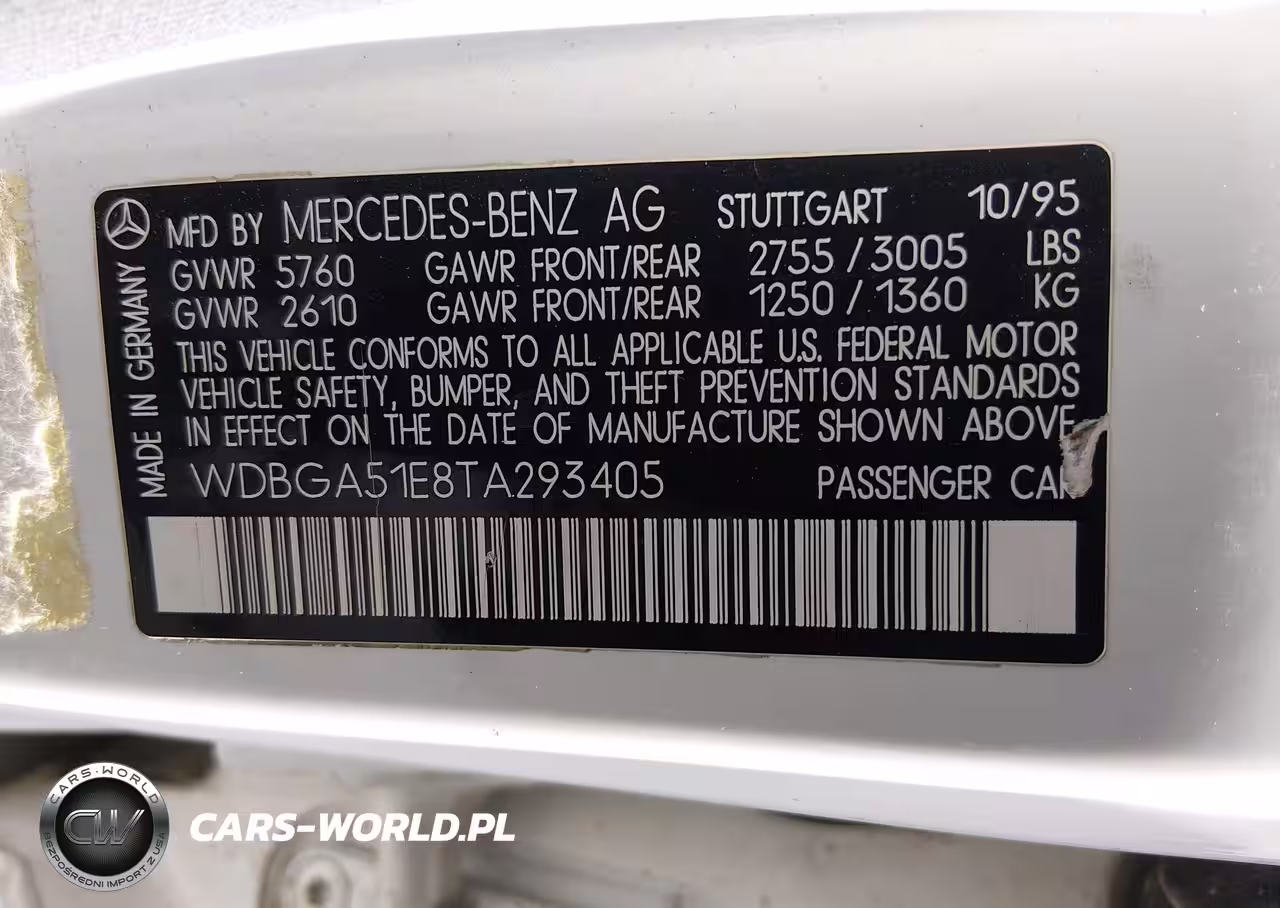 MFD BY MERCEDES-BENZ AG STUTTGART 10/95
GVWR 5760 GAWR FRONT/REAR 2755 / 3005 LBS
GVWR 2610 GAWR FRONT/REAR 1250 / 1360 KG
THIS VEHICLE CONFORMS TO ALL APPLICABLE U.S. FEDERAL MOTOR
VEHICLE SAFETY, BUMPER, AND THEFT PREVENTION STANDARDS
IN EFFECT ON THE DATE OF MANUFACTURE SHOWN ABOVE
WDBGA51E8TA293405 PASSENGER CAR
MADE IN GERMANY
CARS-WORLD
CW
BEZPOŚREDNI IMPORT Z USA
CARS-WORLD.PL